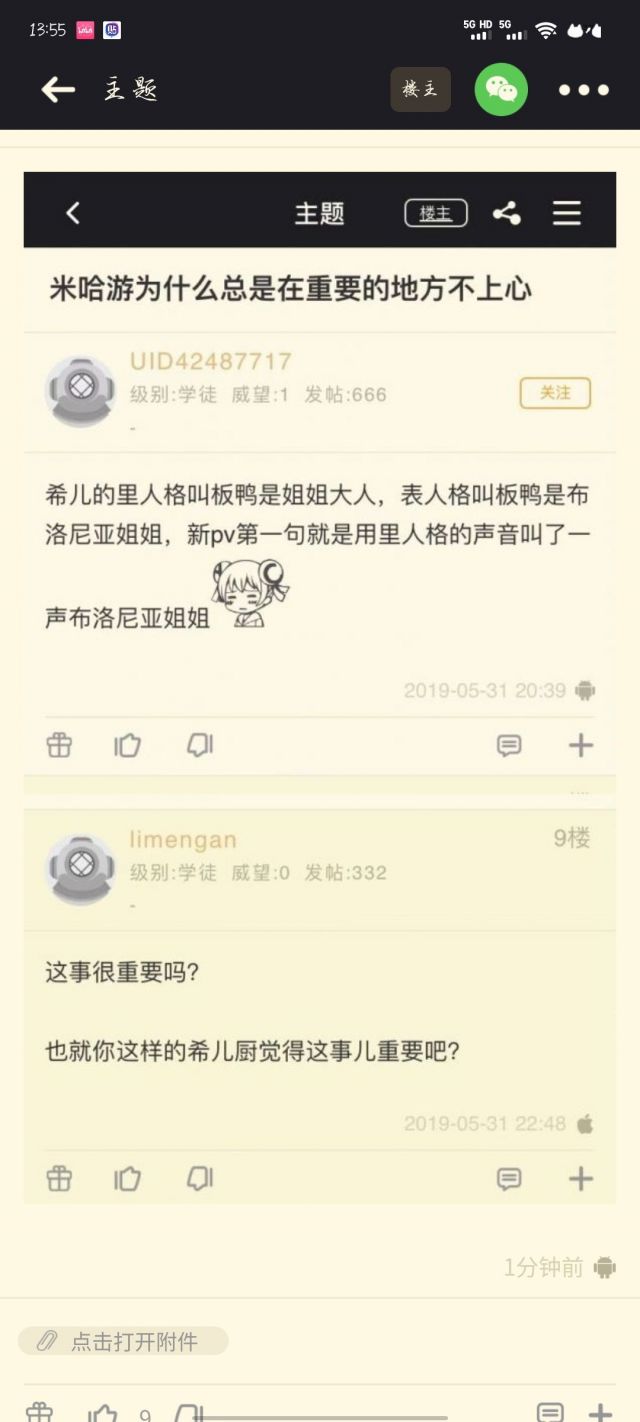 13:55
5G HD 5G
主题
楼主
主题
楼主
米哈游为什么总是在重要的地方不上心
UID42487717
级别:学徒 威望:1 发帖:666
关注
-
希儿的里人格叫板鸭是姐姐大人，表人格叫板鸭是布
洛尼亚姐姐，新pv第一句就是用里人格的声音叫了一
声布洛尼亚姐姐
2019-05-31 20:39
limengan
9楼
级别:学徒 威望:0 发帖:332
-
这事很重要吗?
也就你这样的希儿厨觉得这事儿重要吧?
2019-05-31 22:48
1分钟前
点击打开附件
9